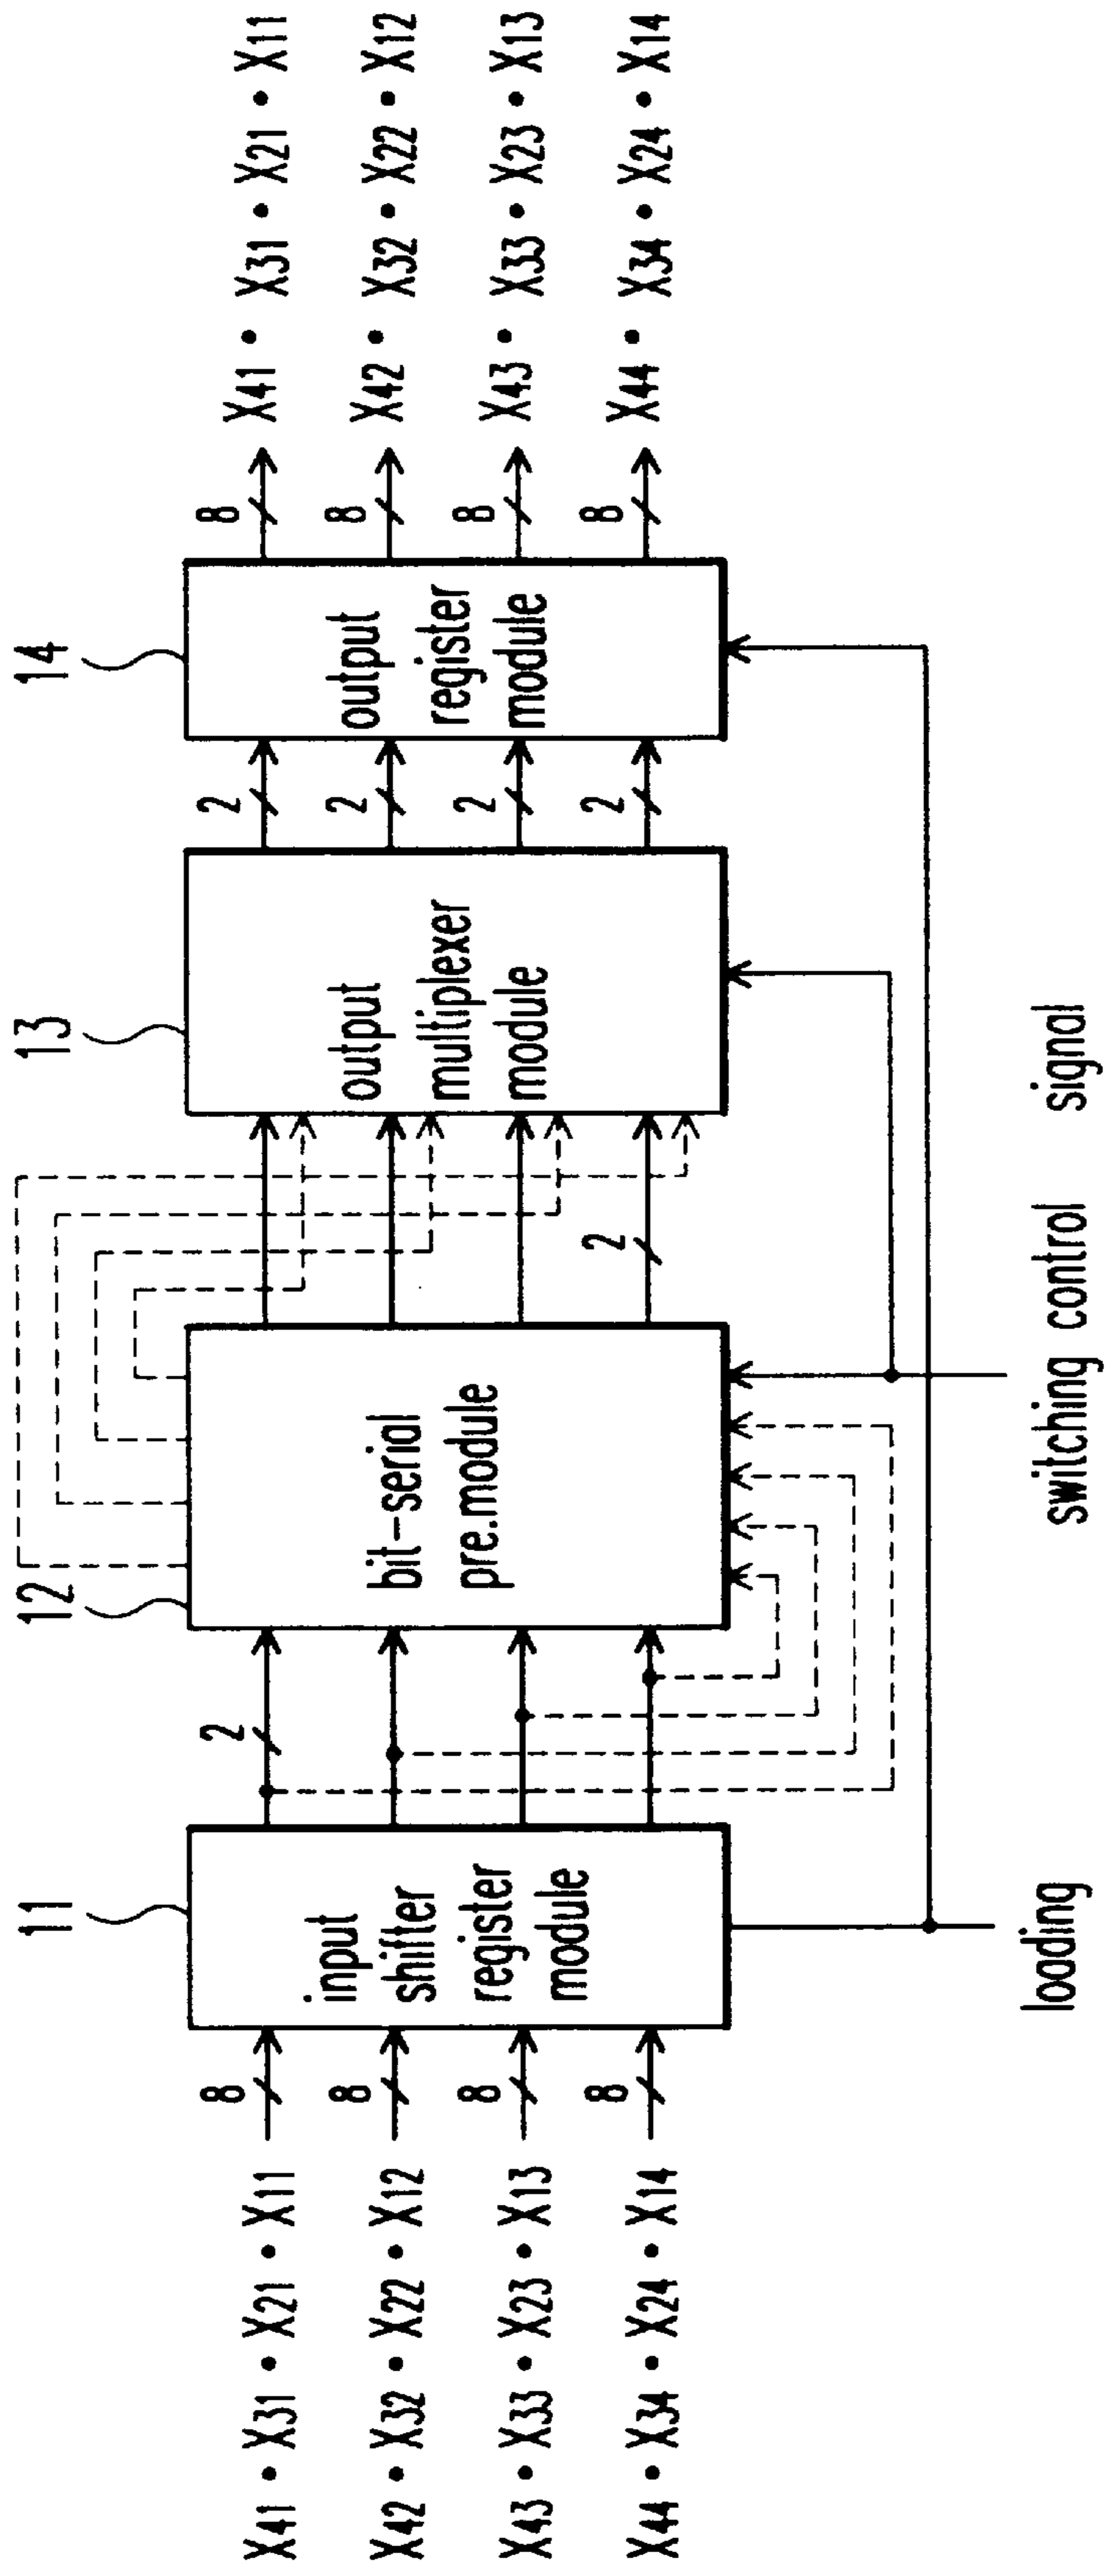 11
12
13
14
X41 • X31 • X21 • X11
X42 • X32 • X22 • X12
X43 • X33 • X23 • X13
X44 • X34 • X24 • X14
8
8
8
8
input
shifter
register
module
2
bit-serial
pre.module
2
output
multiplexer
module
2
2
2
2
output
register
module
8
8
8
8
X41 • X31 • X21 • X11
X42 • X32 • X22 • X12
X43 • X33 • X23 • X13
X44 • X34 • X24 • X14
loading
switching control signal